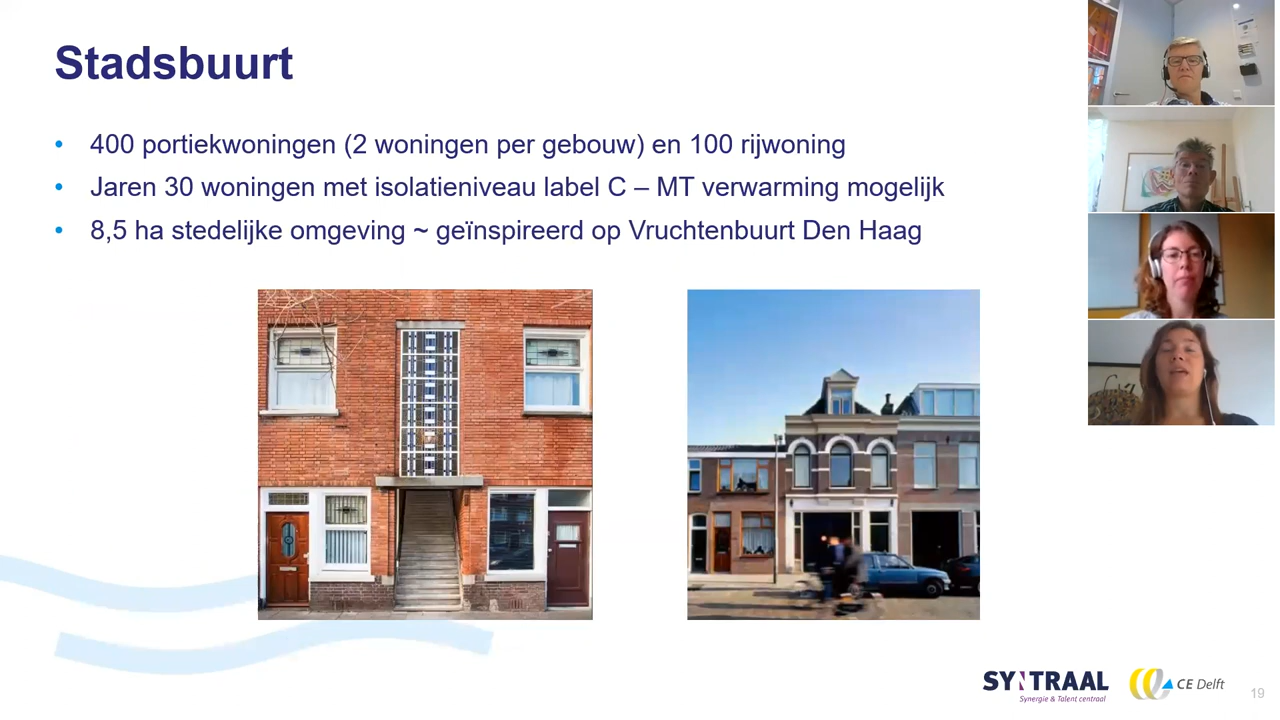 Stadsbuurt
• 400 portiekwoningen (2 woningen per gebouw) en 100 rijwoning
• Jaren 30 woningen met isolatieniveau label C – MT verwarming mogelijk
• 8,5 ha stedelijke omgeving ~ geïnspireerd op Vruchtenbuurt Den Haag
SYNTRAAL
Synergie & Talent centraal
CE Delft
19